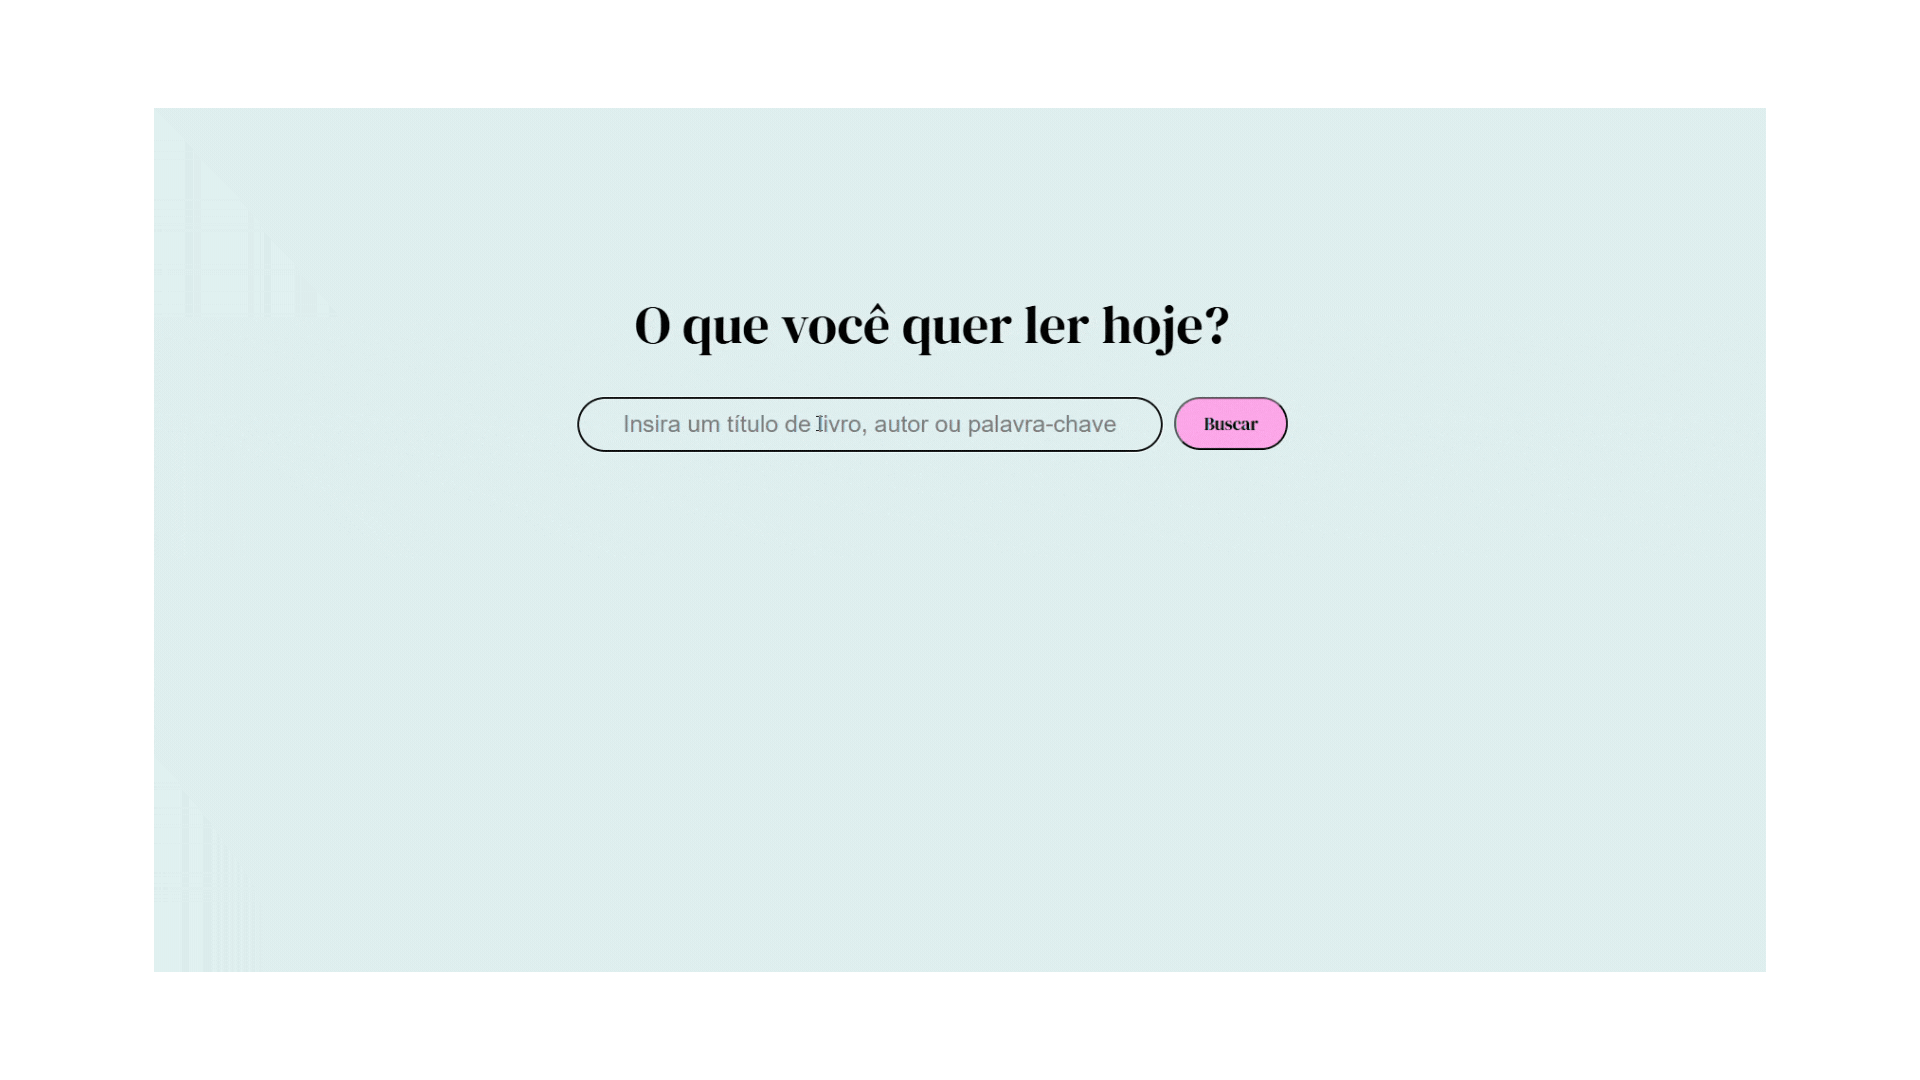 O que você quer ler hoje?
Insira um título de livro, autor ou palavra-chave
Buscar